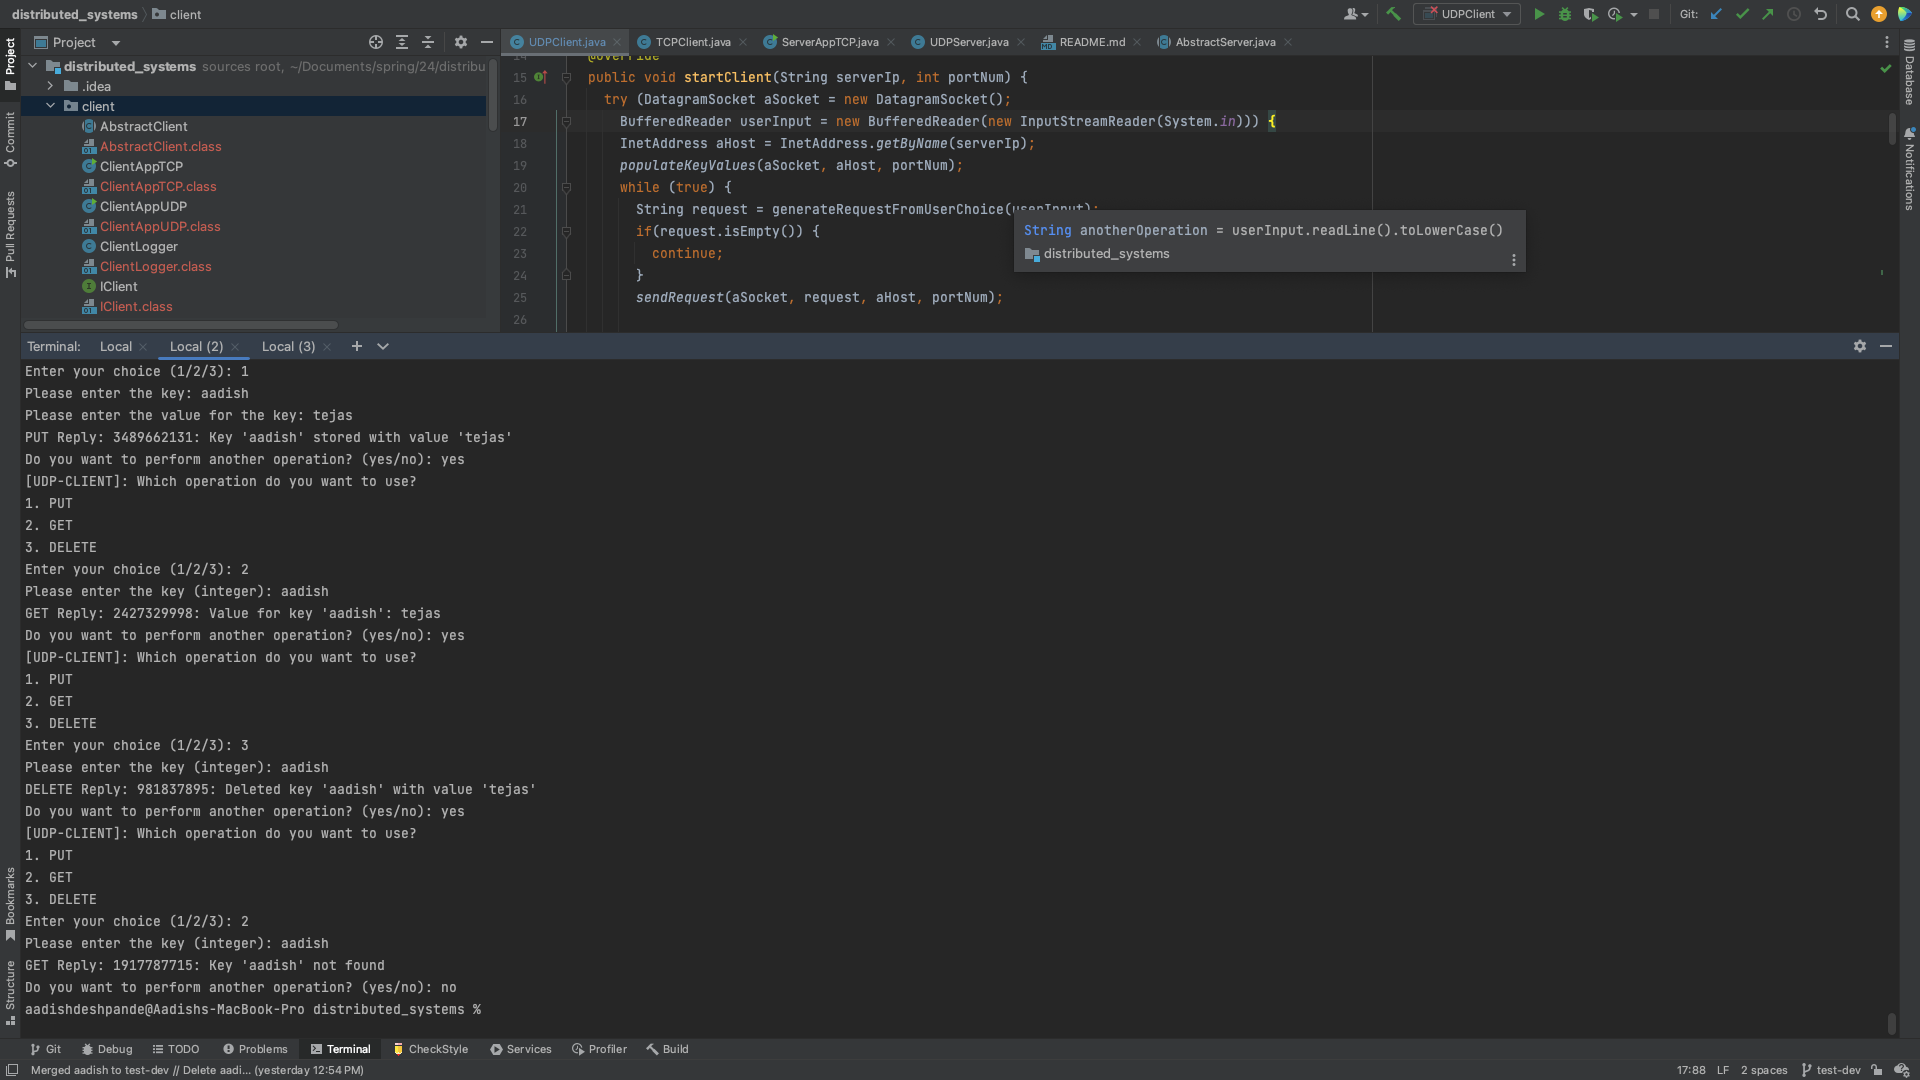 distributed_systems client
UDPClient
Git:
Project
UDPClient.java TCPClient.java ServerAppTCP.java UDPServer.java README.md AbstractServer.java
distributed_systems sources root, ~/Documents/spring/24/distribu
.idea
client
AbstractClient
AbstractClient.class
ClientAppTCP
ClientAppTCP.class
ClientAppUDP
ClientAppUDP.class
ClientLogger
ClientLogger.class
IClient
IClient.class
14 @Override
15 public void startClient(String serverIp, int portNum) {
16 try (DatagramSocket aSocket = new DatagramSocket();
17 BufferedReader userInput = new BufferedReader(new InputStreamReader(System.in))) {
18 InetAddress aHost = InetAddress.getByName(serverIp);
19 populateKeyValues(aSocket, aHost, portNum);
20 while (true) {
21 String request = generateRequestFromUserChoice(userInput);
22 if(request.isEmpty()) {
23 continue;
24 }
25 sendRequest(aSocket, request, aHost, portNum);
26
String anotherOperation = userInput.readLine().toLowerCase()
distributed_systems
Terminal: Local Local (2) Local (3)
Enter your choice (1/2/3): 1
Please enter the key: aadish
Please enter the value for the key: tejas
PUT Reply: 3489662131: Key 'aadish' stored with value 'tejas'
Do you want to perform another operation? (yes/no): yes
[UDP-CLIENT]: Which operation do you want to use?
1. PUT
2. GET
3. DELETE
Enter your choice (1/2/3): 2
Please enter the key (integer): aadish
GET Reply: 2427329998: Value for key 'aadish': tejas
Do you want to perform another operation? (yes/no): yes
[UDP-CLIENT]: Which operation do you want to use?
1. PUT
2. GET
3. DELETE
Enter your choice (1/2/3): 3
Please enter the key (integer): aadish
DELETE Reply: 981837895: Deleted key 'aadish' with value 'tejas'
Do you want to perform another operation? (yes/no): yes
[UDP-CLIENT]: Which operation do you want to use?
1. PUT
2. GET
3. DELETE
Enter your choice (1/2/3): 2
Please enter the key (integer): aadish
GET Reply: 1917787715: Key 'aadish' not found
Do you want to perform another operation? (yes/no): no
aadishdeshpande@Aadishs-MacBook-Pro distributed_systems %
Project
Commit
Pull Requests
Bookmarks
Structure
Database
Notifications
Git Debug TODO Problems Terminal CheckStyle Services Profiler Build
Merged aadish to test-dev // Delete aadi... (yesterday 12:54 PM)
17:88 LF 2 spaces test-dev